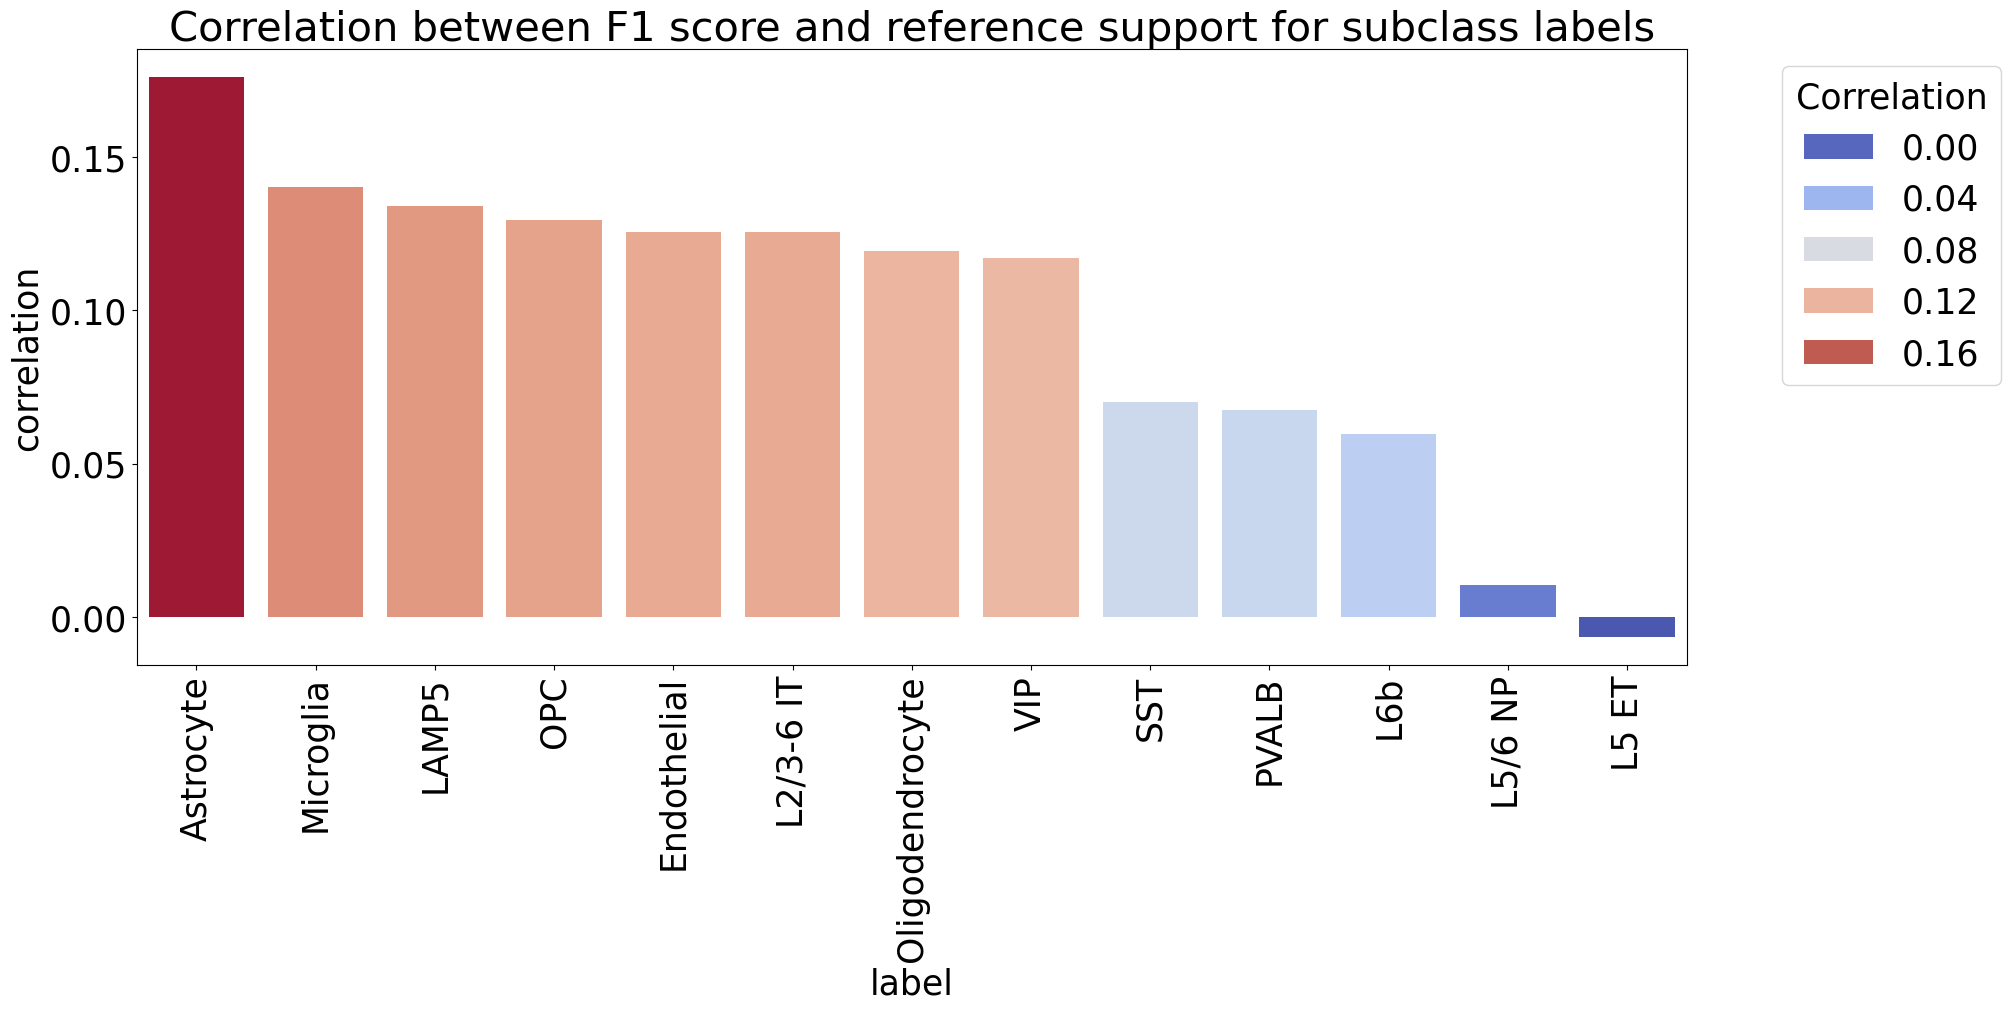 Correlation between F1 score and reference support for subclass labels
correlation
0.15
0.10
0.05
0.00
Astrocyte
Microglia
LAMP5
OPC
Endothelial
L2/3-6 IT
Oligodendrocyte
VIP
SST
PVALB
L6b
L5/6 NP
L5 ET
label
Correlation
0.00
0.04
0.08
0.12
0.16